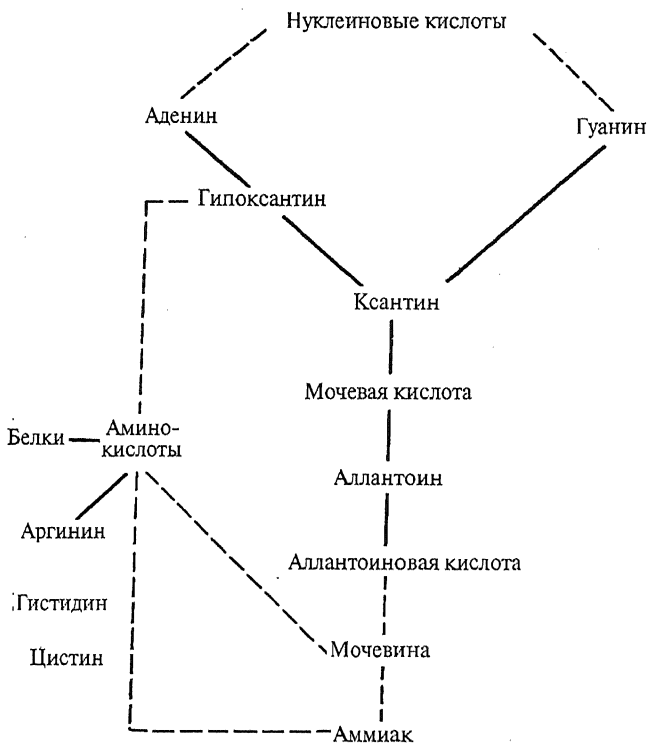 Нуклеиновые кислоты
Аденин
Гуанин
Гипоксантин
Ксантин
Мочевая кислота
Белки
Амино-
кислоты
Аллантоин
Аргинин
Аллантоиновая кислота
Гистидин
Цистин
Мочевина
Аммиак